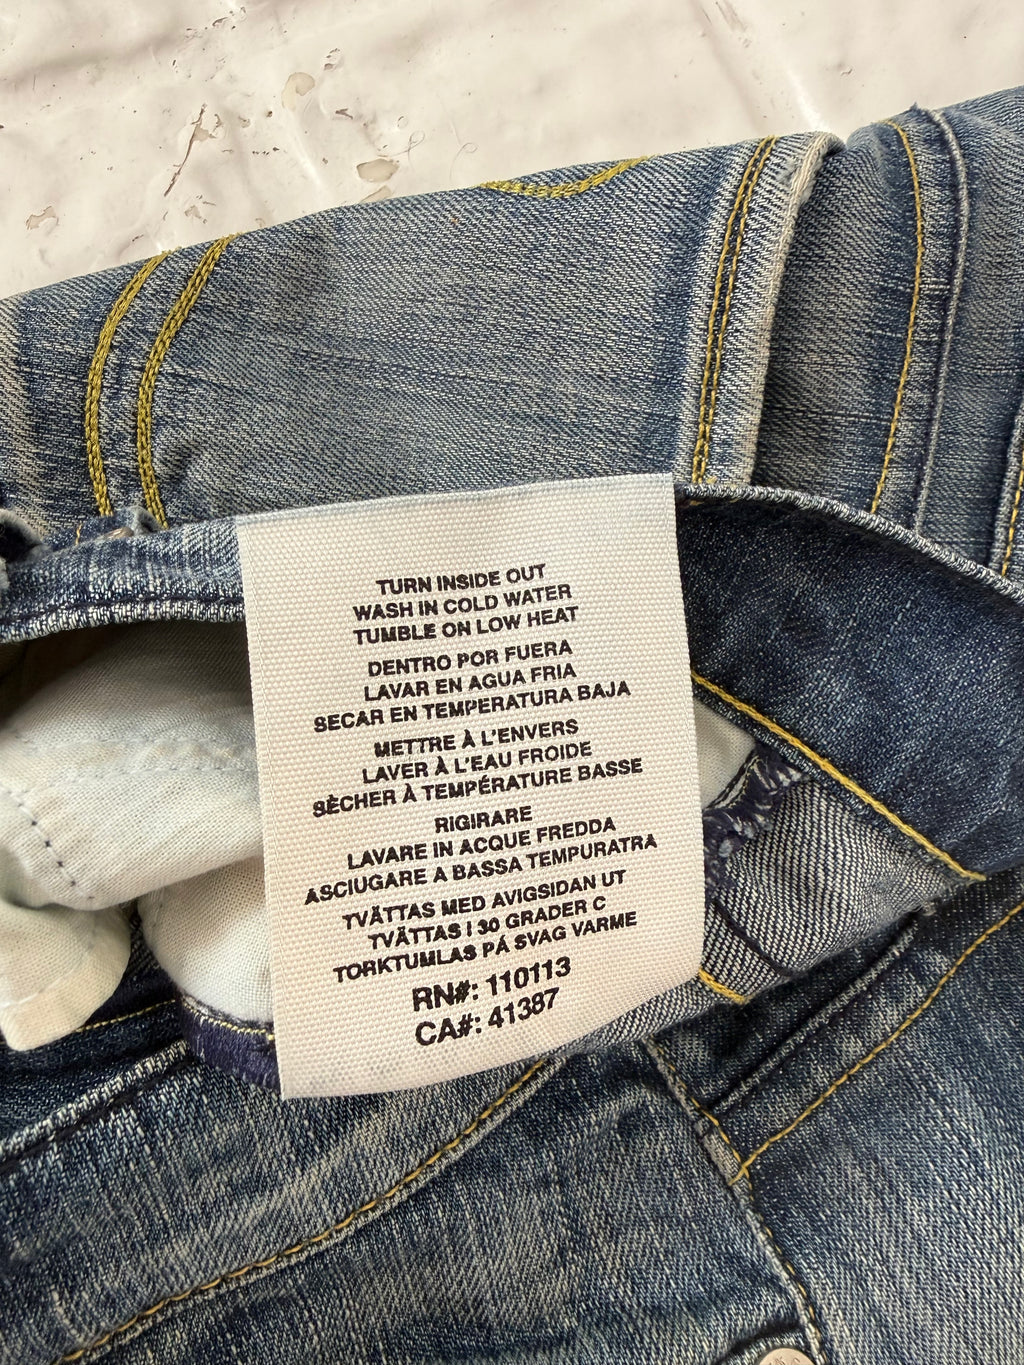 TURN INSIDE OUT
WASH IN COLD WATER
TUMBLE ON LOW HEAT
DENTRO POR FUERA
LAVAR EN AGUA FRIA
SECAR EN TEMPERATURA BAJA
METTRE À L'ENVERS
LAVER À L'EAU FROIDE
SÈCHER À TEMPÉRATURE BASSE
RIGIRARE
LAVARE IN ACQUE FREDDA
ASCIUGARE A BASSA TEMPURATRA
TVÄTTAS MED AVIGSIDAN UT
TVÄTTAS I 30 GRADER C
TORKTUMLAS PÅ SVAG VARME
RN#: 110113
CA#: 41387